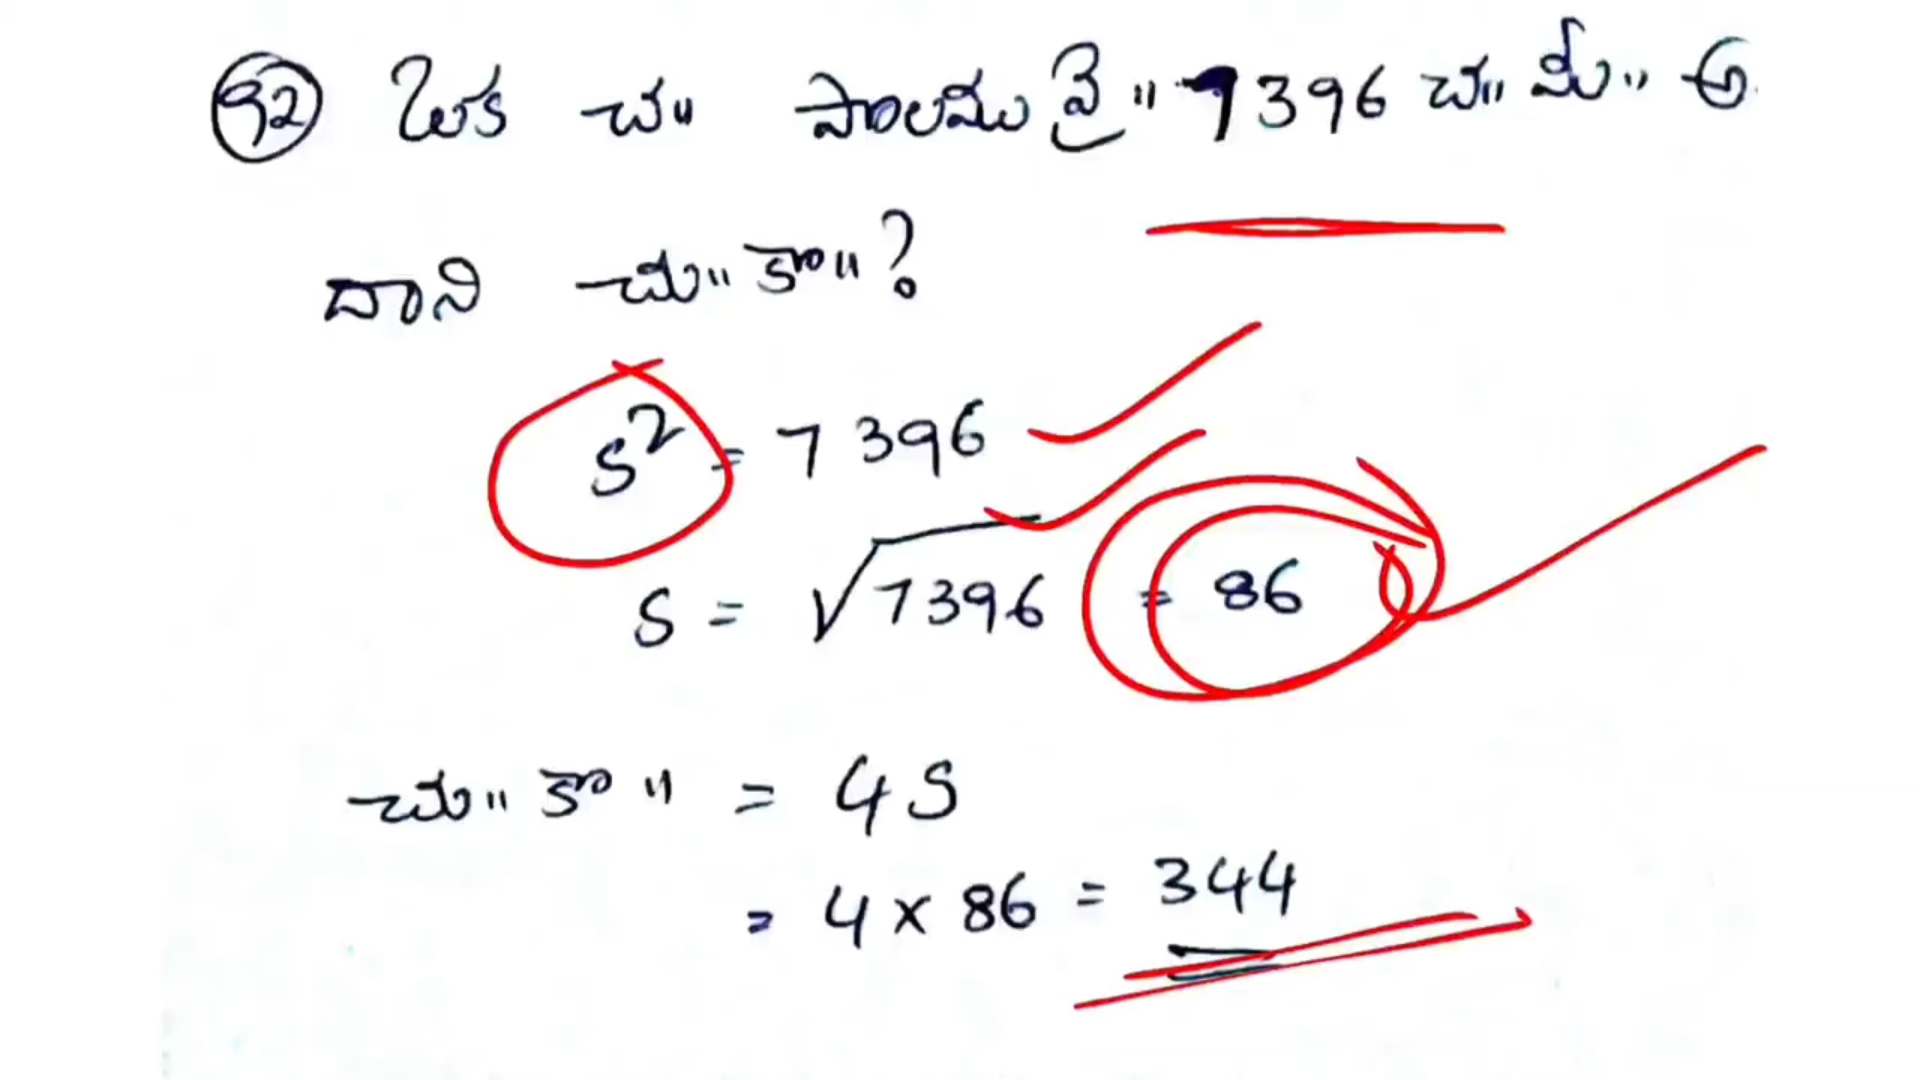 92 ఒక చ॥ పొలము వై॥ 7396 చ॥ మీ॥ అ.
దాని చు॥ కొ॥ ?
S² = 7396
S = √7396 = 86
చు॥ కొ॥ = 4S
= 4 × 86 = 344